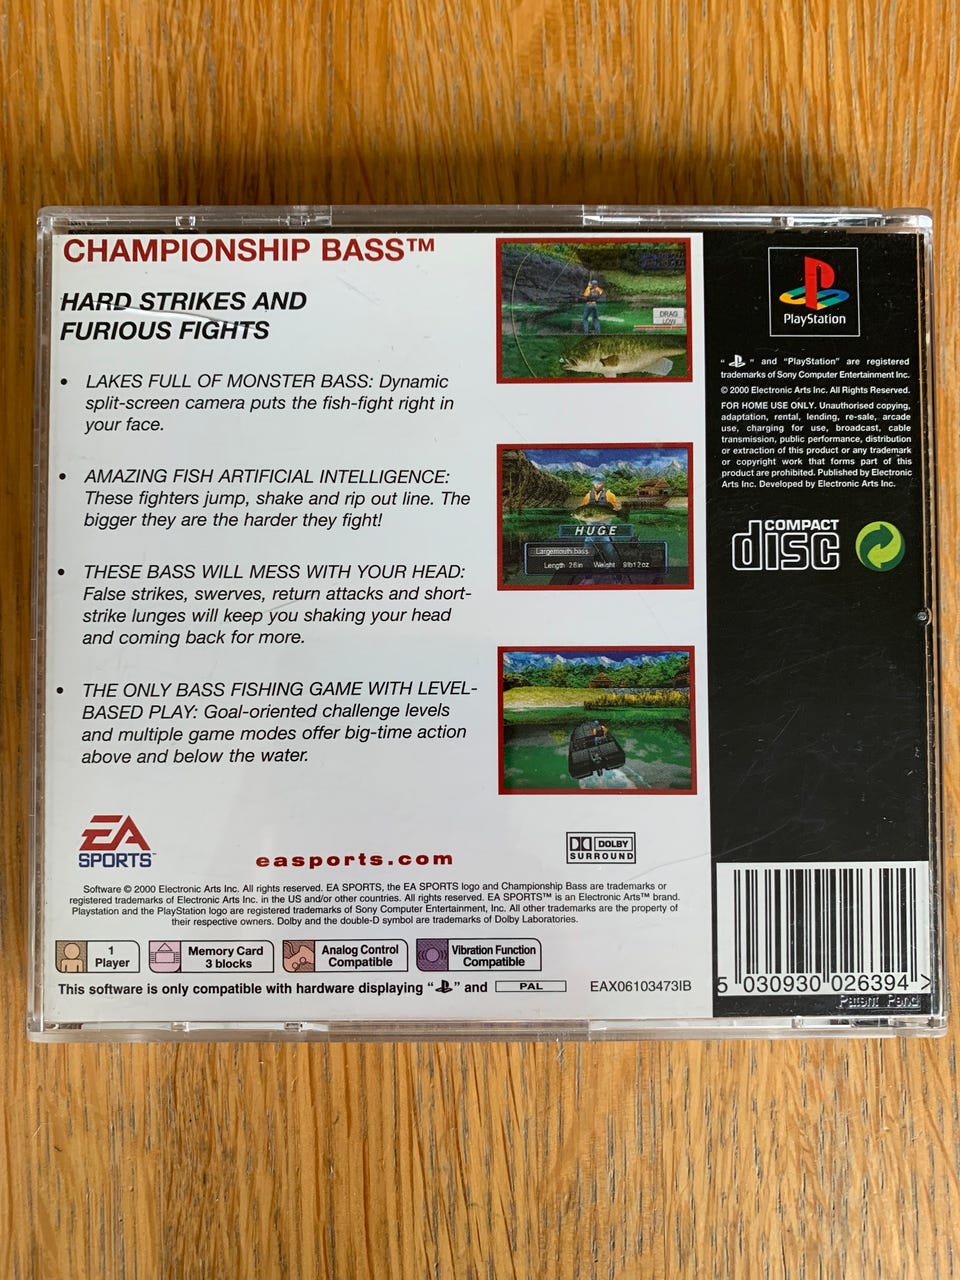 CHAMPIONSHIP BASS™
HARD STRIKES AND
FURIOUS FIGHTS
• LAKES FULL OF MONSTER BASS: Dynamic
split-screen camera puts the fish-fight right in
your face.
• AMAZING FISH ARTIFICIAL INTELLIGENCE:
These fighters jump, shake and rip out line. The
bigger they are the harder they fight!
• THESE BASS WILL MESS WITH YOUR HEAD:
False strikes, swerves, return attacks and short-
strike lunges will keep you shaking your head
and coming back for more.
• THE ONLY BASS FISHING GAME WITH LEVEL-
BASED PLAY: Goal-oriented challenge levels
and multiple game modes offer big-time action
above and below the water.
DRAG
LOW
HUGE
Largemouth bass
Length 26in Weight 9lb12oz
EA
SPORTS™
easports.com
DOLBY
SURROUND
Software © 2000 Electronic Arts Inc. All rights reserved. EA SPORTS, the EA SPORTS logo and Championship Bass are trademarks or
registered trademarks of Electronic Arts Inc. in the US and/or other countries. All rights reserved. EA SPORTS™ is an Electronic Arts™ brand.
Playstation and the PlayStation logo are registered trademarks of Sony Computer Entertainment, Inc. All other trademarks are the property of
their respective owners. Dolby and the double-D symbol are trademarks of Dolby Laboratories.
1
Player
Memory Card
3 blocks
Analog Control
Compatible
Vibration Function
Compatible
This software is only compatible with hardware displaying “ ” and PAL
EAX06103473IB
PlayStation
“ ” and “PlayStation” are registered
trademarks of Sony Computer Entertainment Inc.
© 2000 Electronic Arts Inc. All Rights Reserved.
FOR HOME USE ONLY. Unauthorised copying,
adaptation, rental, lending, re-sale, arcade
use, charging for use, broadcast, cable
transmission, public performance, distribution
or extraction of this product or any trademark
or copyright work that forms part of this
product are prohibited. Published by Electronic
Arts Inc. Developed by Electronic Arts Inc.
COMPACT
disc
5 030930 026394 >
Patent Pend